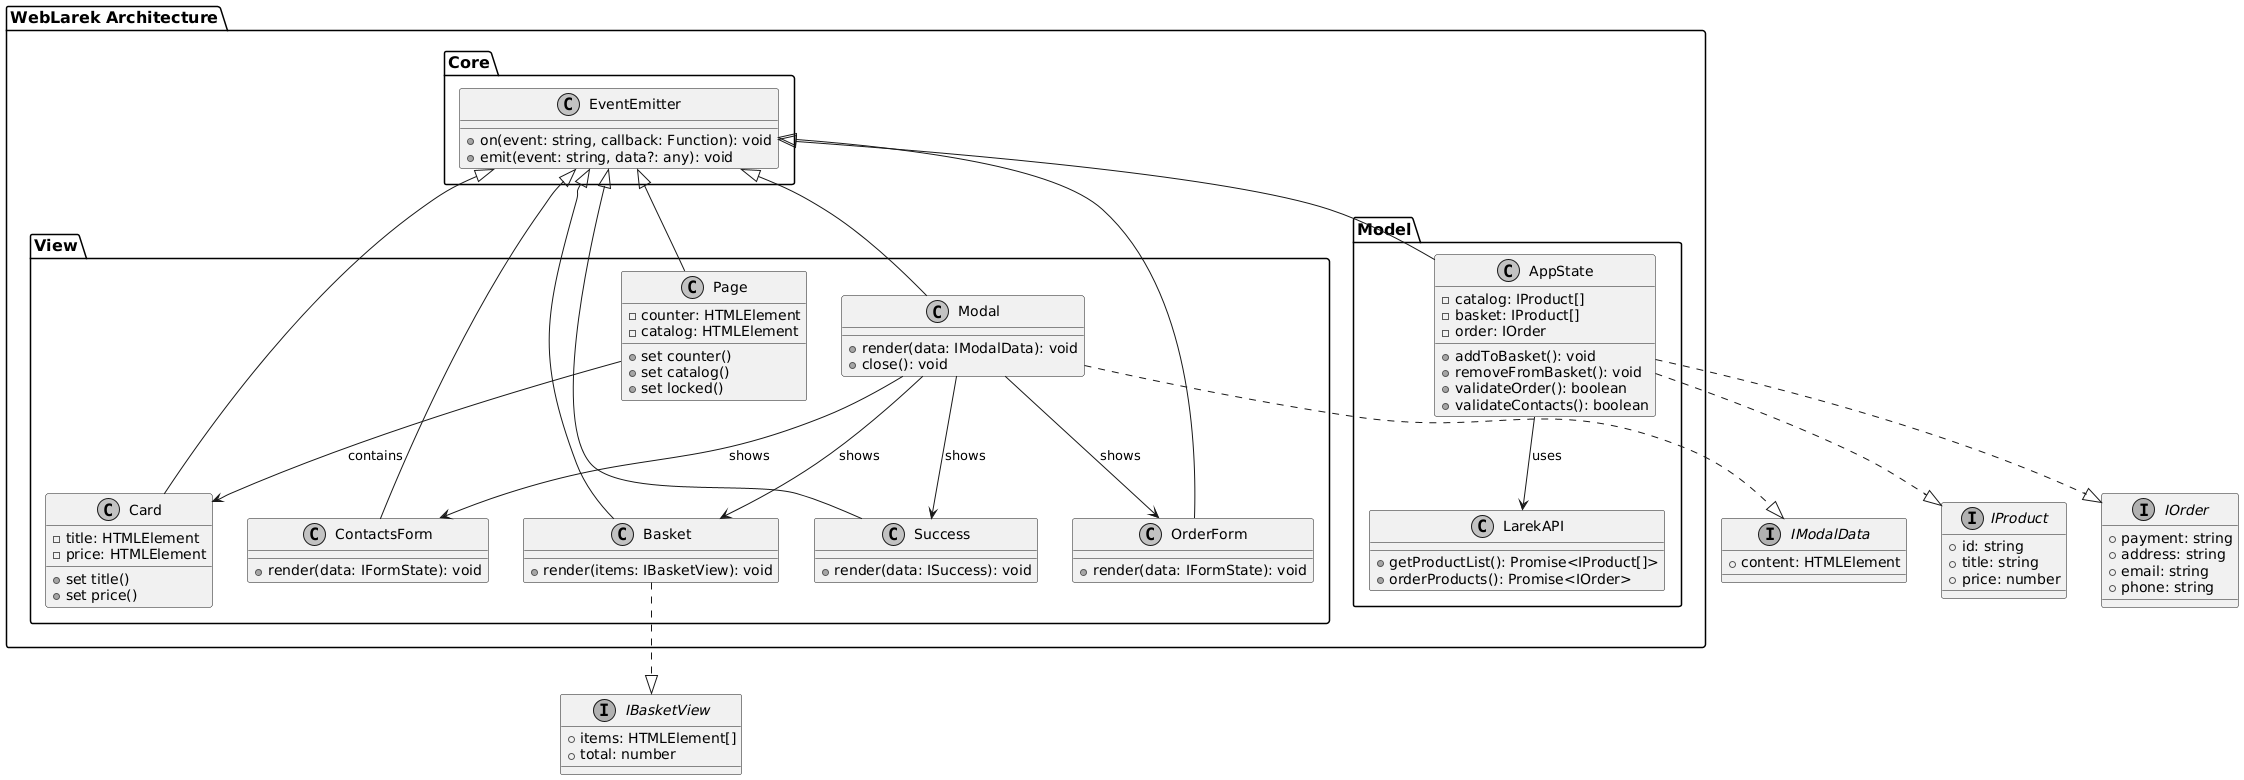 WebLarek Architecture
Core
C EventEmitter
on(event: string, callback: Function): void
emit(event: string, data?: any): void
View
Model
C Page
counter: HTMLElement
catalog: HTMLElement
set counter()
set catalog()
set locked()
C Modal
render(data: IModalData): void
close(): void
C AppState
catalog: IProduct[]
basket: IProduct[]
order: IOrder
addToBasket(): void
removeFromBasket(): void
validateOrder(): boolean
validateContacts(): boolean
contains
shows
shows
shows
shows
uses
C Card
title: HTMLElement
price: HTMLElement
set title()
set price()
C ContactsForm
render(data: IFormState): void
C Basket
render(items: IBasketView): void
C Success
render(data: ISuccess): void
C OrderForm
render(data: IFormState): void
C LarekAPI
getProductList(): Promise<IProduct[]>
orderProducts(): Promise<IOrder>
I IModalData
content: HTMLElement
I IProduct
id: string
title: string
price: number
I IOrder
payment: string
address: string
email: string
phone: string
I IBasketView
items: HTMLElement[]
total: number